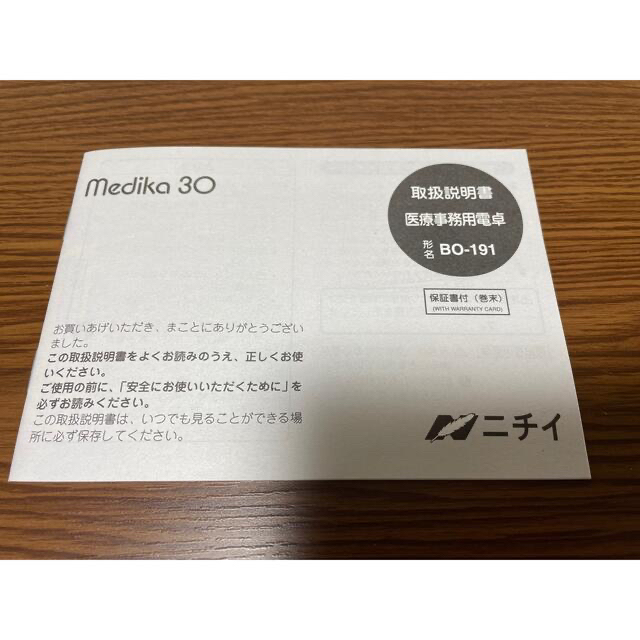 Medika 30
取扱説明書
医療事務用電卓
形名 BO-191
保証書付（巻末）
(WITH WARRANTY CARD)
お買いあげいただき、まことにありがとうござい
ました。
この取扱説明書をよくお読みのうえ、正しくお使
いください。
ご使用の前に、「安全にお使いいただくために」を
必ずお読みください。
この取扱説明書は、いつでも見ることができる場
所に必ず保存してください。
ニチイ